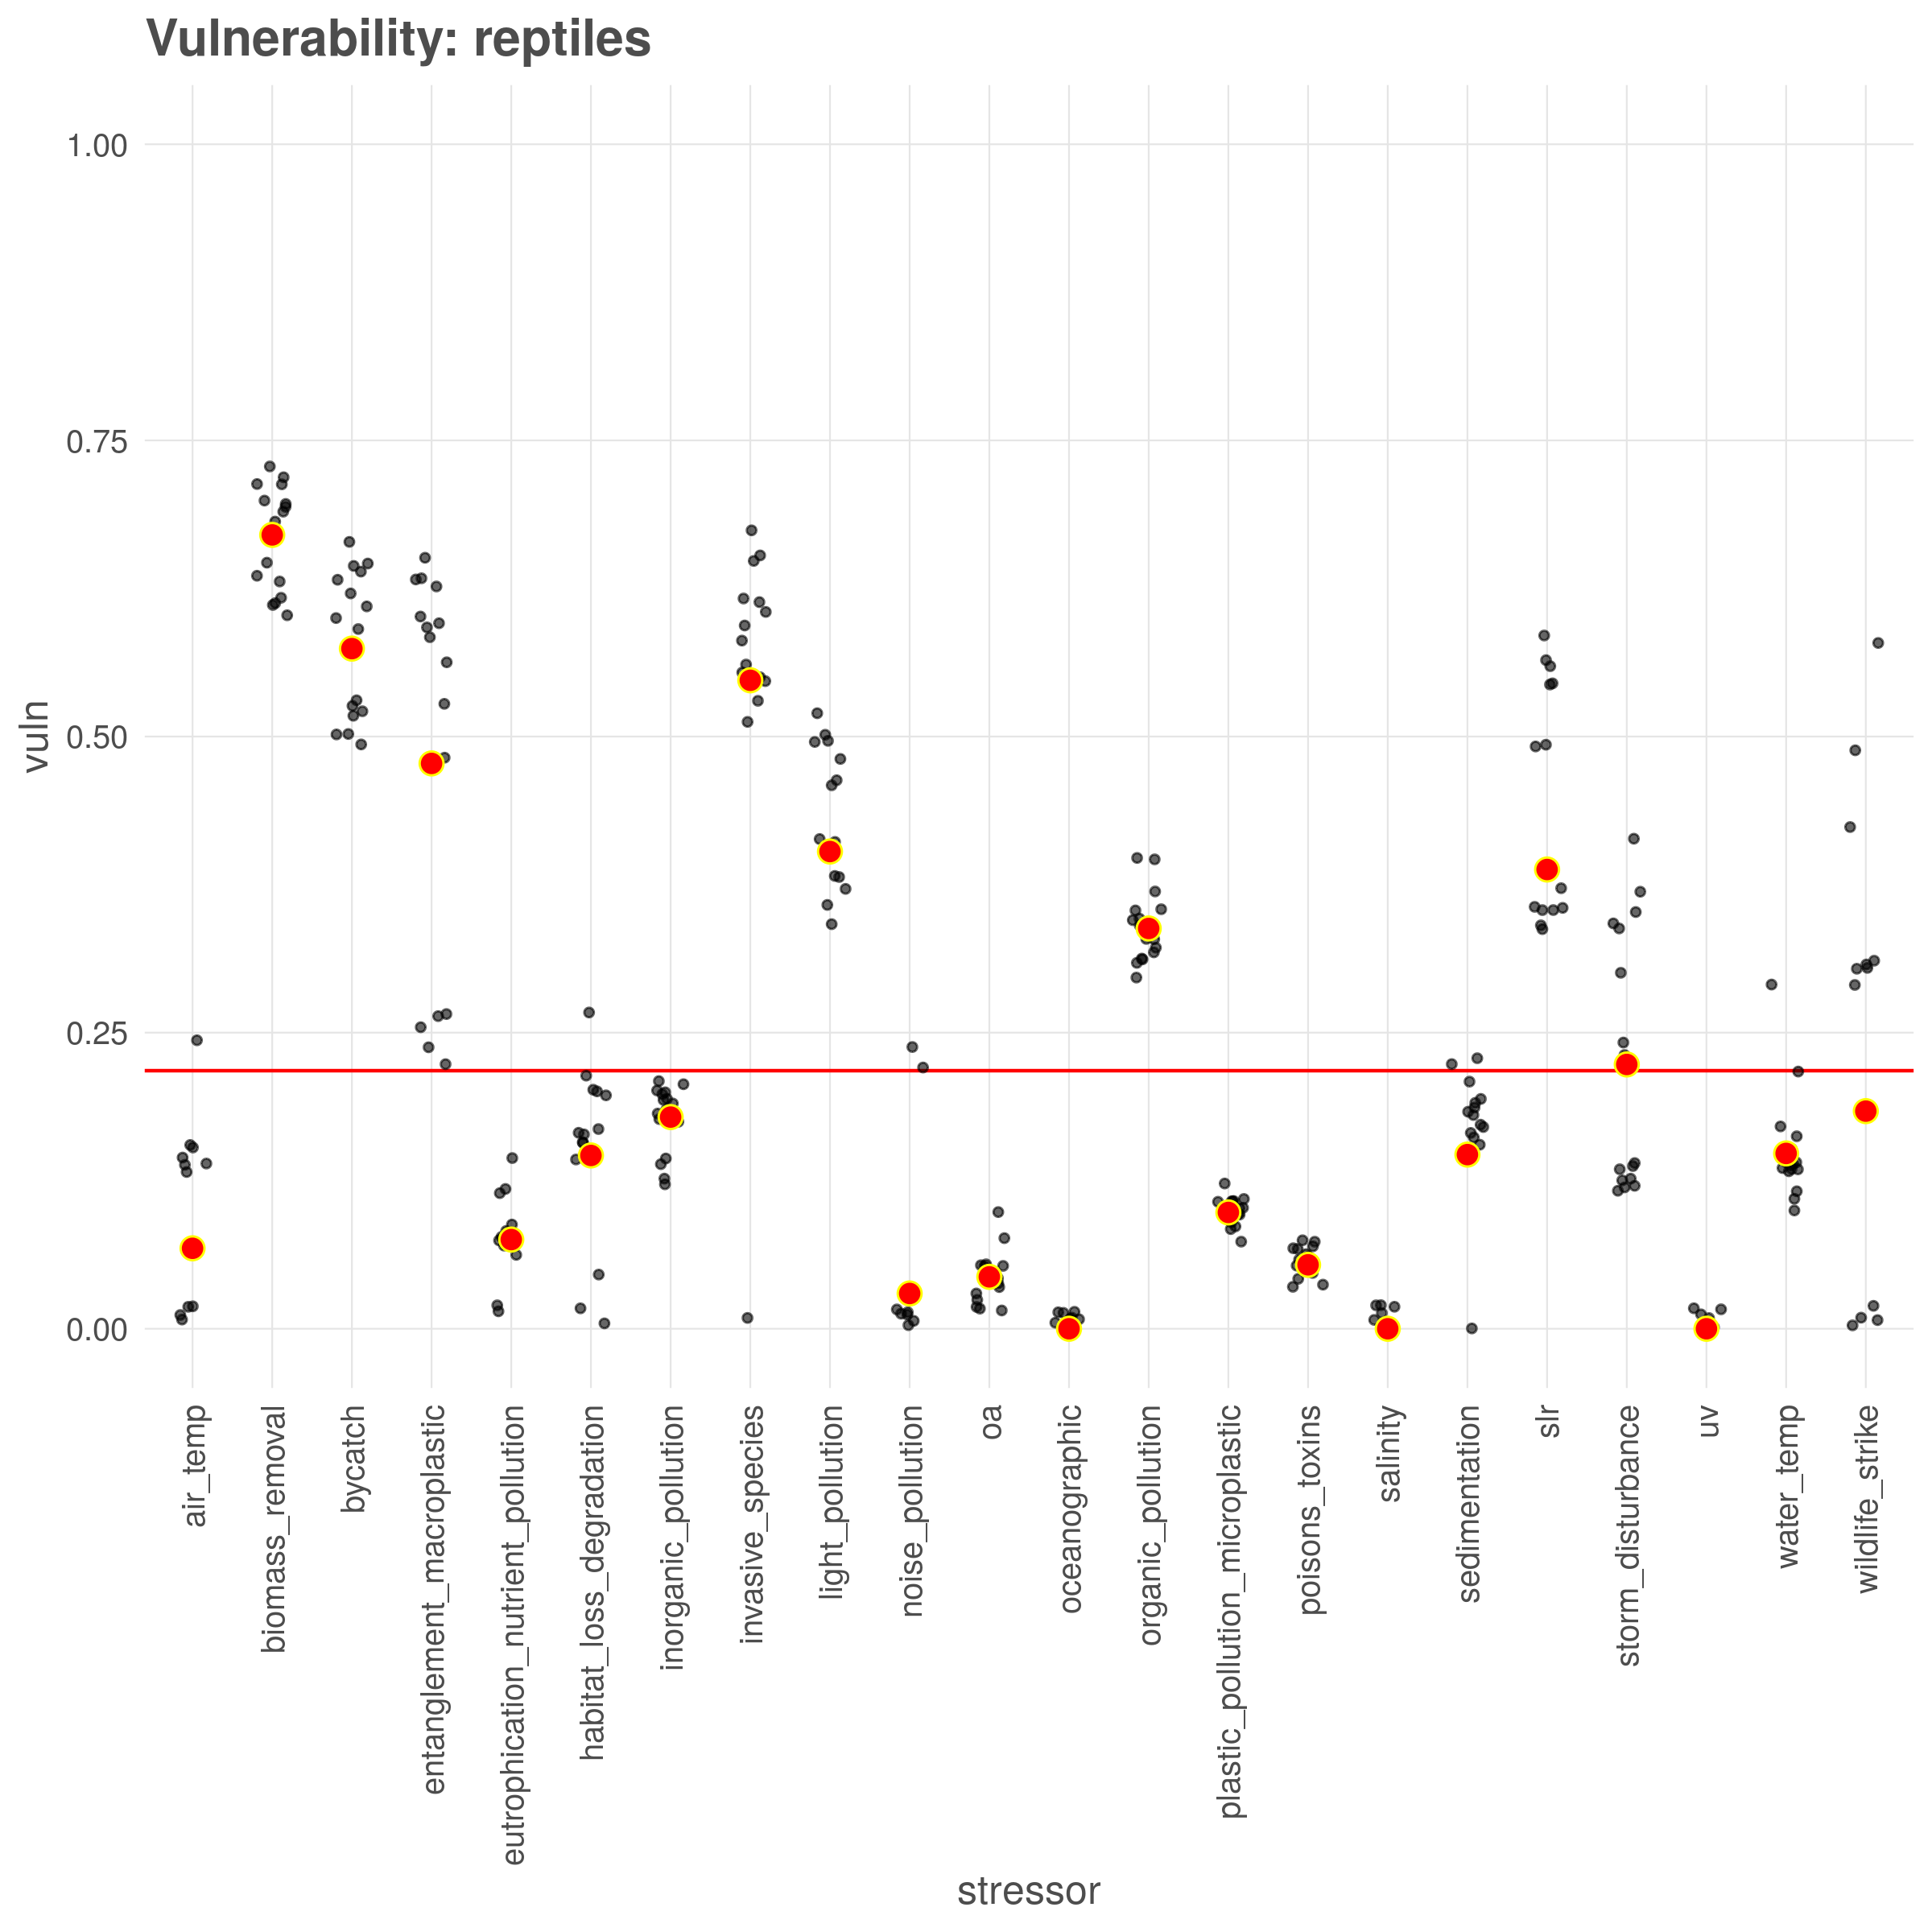 Vulnerability: reptiles
1.00
0.75
0.50
0.25
0.00
vuln
air_temp
biomass_removal
bycatch
entanglement_macroplastic
eutrophication_nutrient_pollution
habitat_loss_degradation
inorganic_pollution
invasive_species
light_pollution
noise_pollution
oa
oceanographic
organic_pollution
plastic_pollution_microplastic
poisons_toxins
salinity
sedimentation
slr
storm_disturbance
uv
water_temp
wildlife_strike
stressor